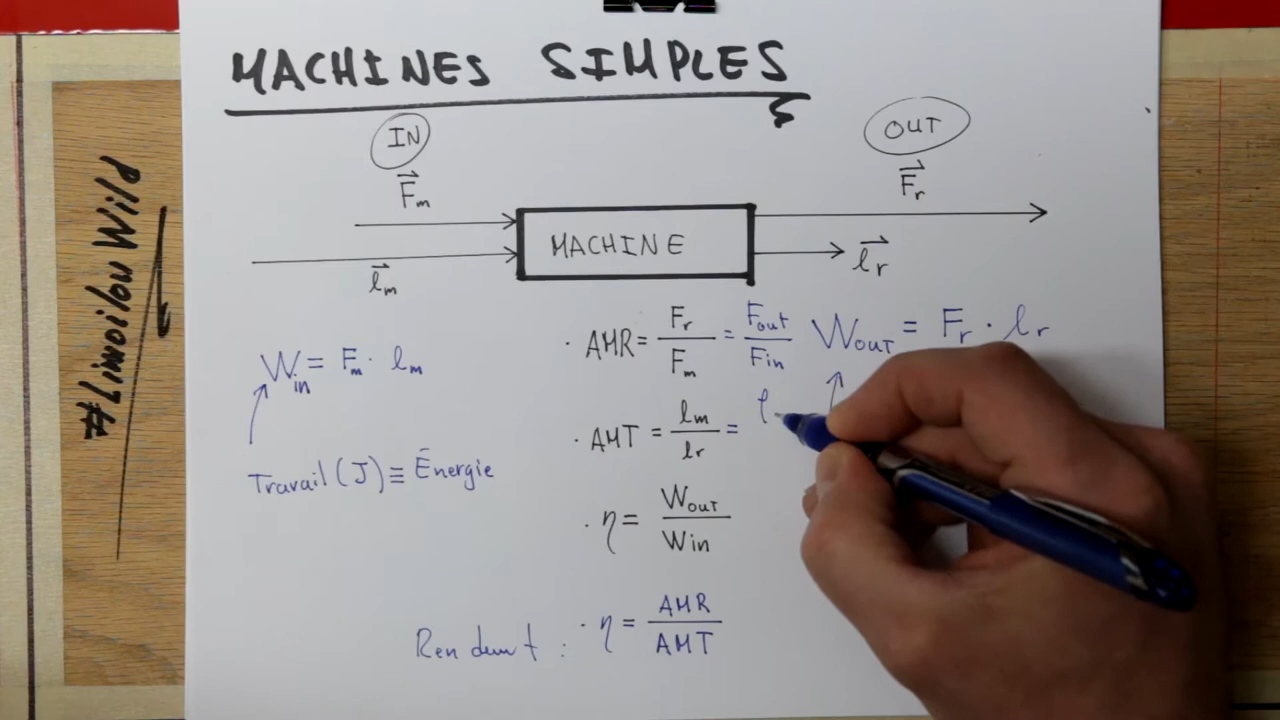 MACHINES SIMPLES
IN
OUT
F⃗m
F⃗r
MACHINE
l⃗m
l⃗r
#LimoilouWild
Win = Fm · lm
Travail (J) ≡ Énergie
· AMR = Fr/Fm = Fout/Fin
WOUT = Fr · lr
· AMT = lm/lr = l
· η = WOUT/Win
Rendemt : · η = AMR/AMT